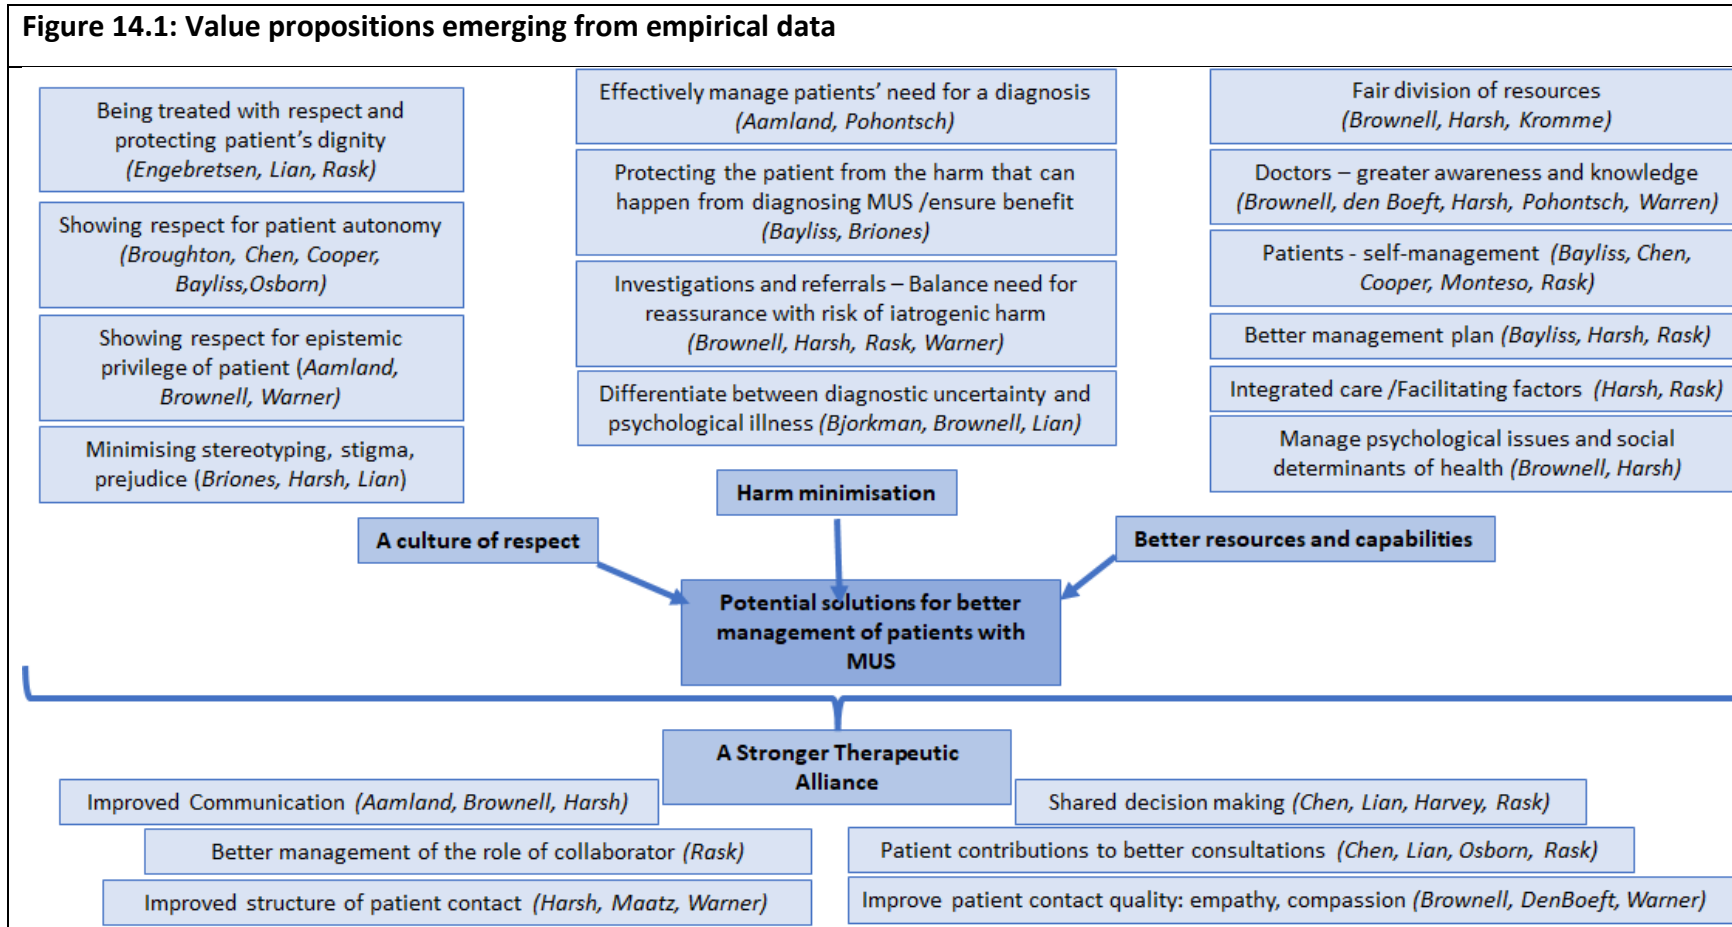 Figure 14.1: Value propositions emerging from empirical data
Being treated with respect and
protecting patient's dignity
(Engebretsen, Lian, Rask)
Showing respect for patient autonomy
(Broughton, Chen, Cooper,
Bayliss,Osborn)
Showing respect for epistemic
privilege of patient (Aamland,
Brownell, Warner)
Minimising stereotyping, stigma,
prejudice (Briones, Harsh, Lian)
Effectively manage patients' need for a diagnosis
(Aamland, Pohontsch)
Protecting the patient from the harm that can
happen from diagnosing MUS /ensure benefit
(Bayliss, Briones)
Investigations and referrals – Balance need for
reassurance with risk of iatrogenic harm
(Brownell, Harsh, Rask, Warner)
Differentiate between diagnostic uncertainty and
psychological illness (Bjorkman, Brownell, Lian)
Fair division of resources
(Brownell, Harsh, Kromme)
Doctors – greater awareness and knowledge
(Brownell, den Boeft, Harsh, Pohontsch, Warren)
Patients - self-management (Bayliss, Chen,
Cooper, Monteso, Rask)
Better management plan (Bayliss, Harsh, Rask)
Integrated care /Facilitating factors (Harsh, Rask)
Manage psychological issues and social
determinants of health (Brownell, Harsh)
Harm minimisation
A culture of respect
Better resources and capabilities
Potential solutions for better
management of patients with
MUS
A Stronger Therapeutic
Alliance
Improved Communication (Aamland, Brownell, Harsh)
Shared decision making (Chen, Lian, Harvey, Rask)
Better management of the role of collaborator (Rask)
Patient contributions to better consultations (Chen, Lian, Osborn, Rask)
Improved structure of patient contact (Harsh, Maatz, Warner)
Improve patient contact quality: empathy, compassion (Brownell, DenBoeft, Warner)